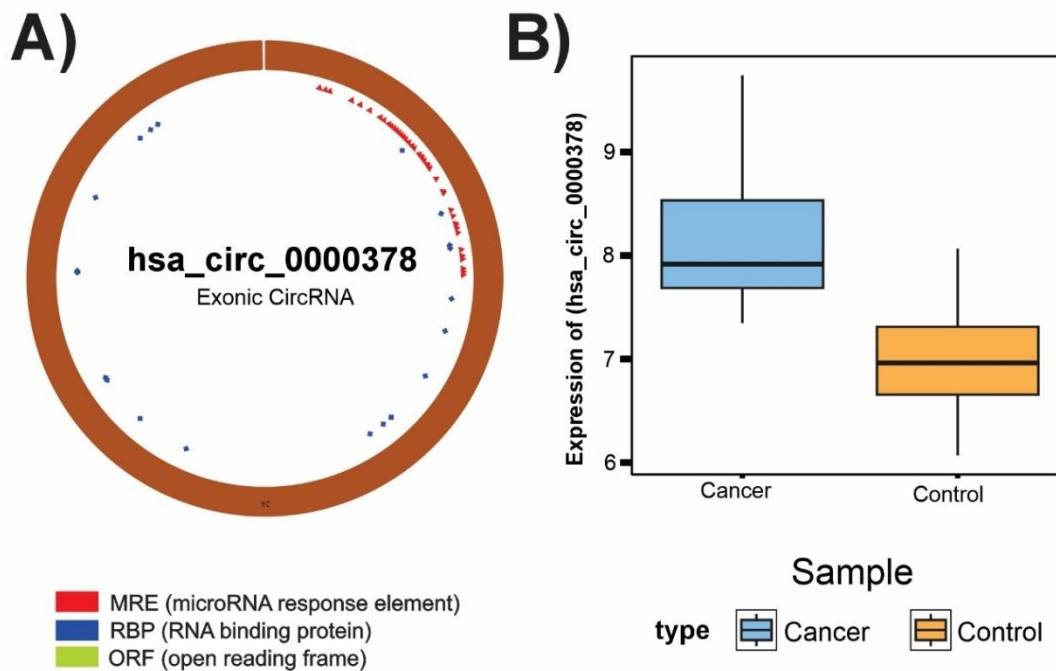 A)
B)
hsa_circ_0000378
Exonic CircRNA
MRE (microRNA response element)
RBP (RNA binding protein)
ORF (open reading frame)
Expression of (hsa_circ_0000378)
9
8
7
6
Cancer
Control
Sample
type
Cancer
Control